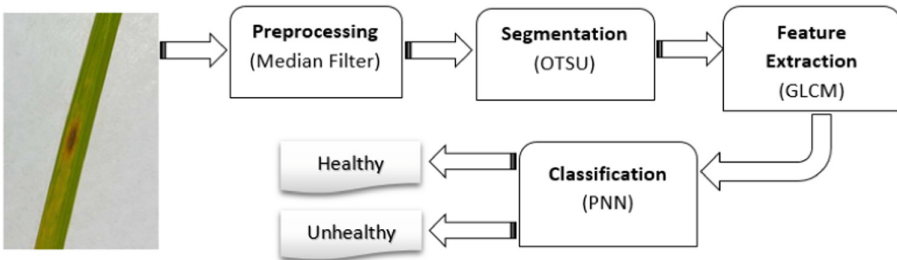 Preprocessing
(Median Filter)
Segmentation
(OTSU)
Feature
Extraction
(GLCM)
Classification
(PNN)
Healthy
Unhealthy